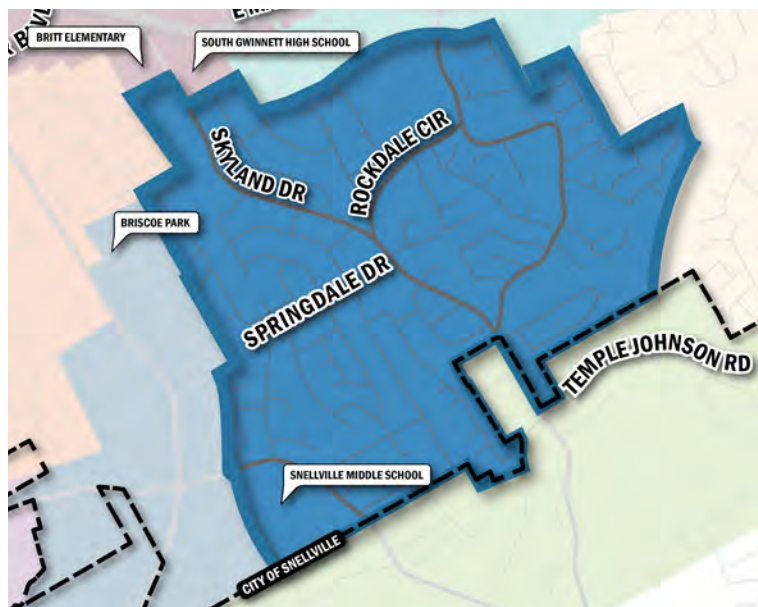 BRITT ELEMENTARY
SOUTH GWINNETT HIGH SCHOOL
SKYLAND DR
ROCKDALE CIR
BRISCOE PARK
SPRINGDALE DR
TEMPLE JOHNSON RD
SNELLVILLE MIDDLE SCHOOL
CITY OF SNELLVILLE